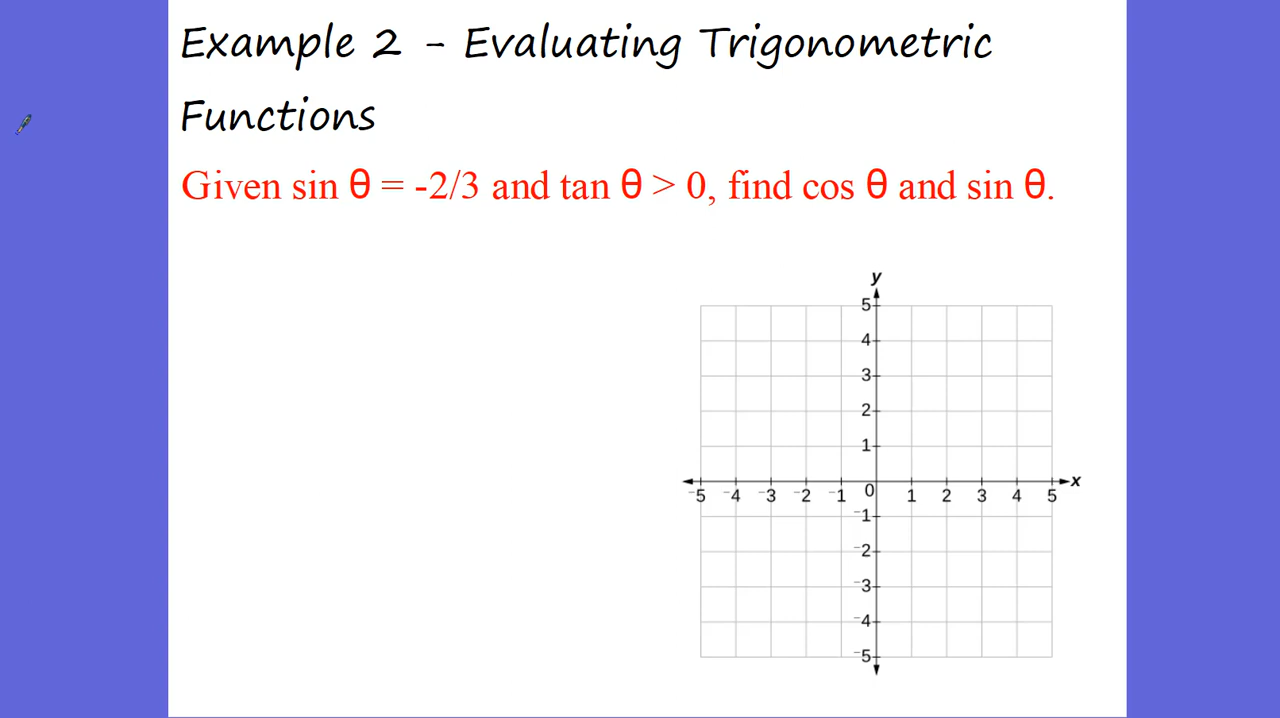 Example 2 - Evaluating Trigonometric
Functions
Given sin θ = -2/3 and tan θ > 0, find cos θ and sin θ.
y
5
4
3
2
1
-5 -4 -3 -2 -1 0 1 2 3 4 5 x
-1
-2
-3
-4
-5